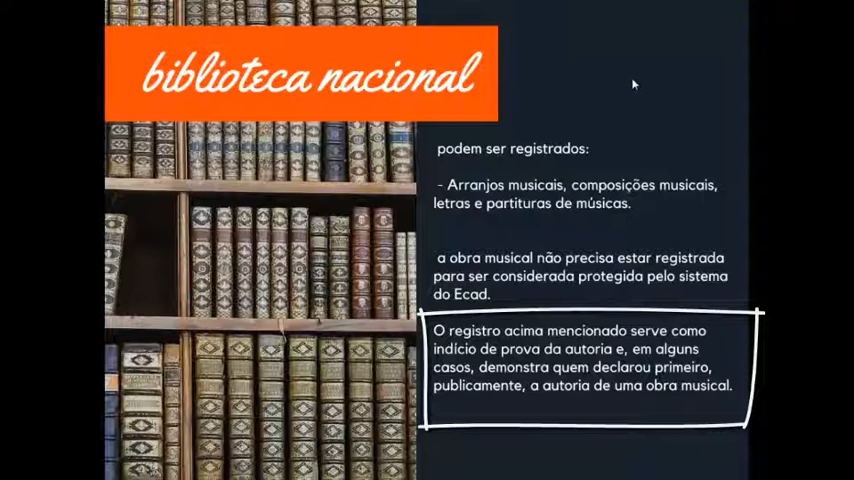 biblioteca nacional
podem ser registrados:
- Arranjos musicais, composições musicais,
letras e partituras de músicas.
a obra musical não precisa estar registrada
para ser considerada protegida pelo sistema
do Ecad.
O registro acima mencionado serve como
indício de prova da autoria e, em alguns
casos, demonstra quem declarou primeiro,
publicamente, a autoria de uma obra musical.